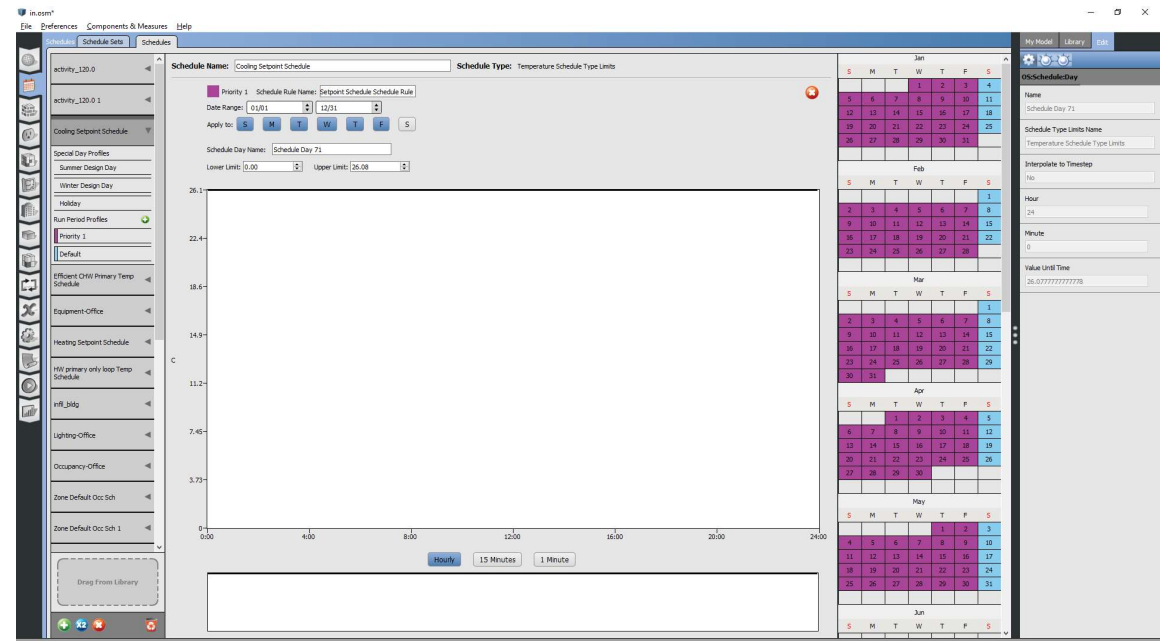 in.osm*
File Preferences Components & Measures Help
Schedules Schedule Sets Schedules
My Model Library Edit
activity_120.0
activity_120.0 1
Cooling Setpoint Schedule
Special Day Profiles
Summer Design Day
Winter Design Day
Holiday
Run Period Profiles
Priority 1
Default
Efficient CHW Primary Temp
Schedule
Equipment-Office
Heating Setpoint Schedule
HW primary only loop Temp
Schedule
infil_bldg
Lighting-Office
Occupancy-Office
Zone Default Occ Sch
Zone Default Occ Sch 1
Drag From Library
X2
Schedule Name: Cooling Setpoint Schedule Schedule Type: Temperature Schedule Type Limits
Priority 1 Schedule Rule Name: Setpoint Schedule Schedule Rule
Date Range: 01/01 12/31
Apply to: S M T W T F S
Schedule Day Name: Schedule Day 71
Lower Limit: 0.00 Upper Limit: 26.08
26.1
22.4
18.6
14.9
C
11.2
7.45
3.73
0
0:00 4:00 8:00 12:00 16:00 20:00 24:00
Hourly 15 Minutes 1 Minute
Jan
S M T W T F S
1 2 3 4
5 6 7 8 9 10 11
12 13 14 15 16 17 18
19 20 21 22 23 24 25
26 27 28 29 30 31
Feb
S M T W T F S
1
2 3 4 5 6 7 8
9 10 11 12 13 14 15
16 17 18 19 20 21 22
23 24 25 26 27 28
Mar
S M T W T F S
1
2 3 4 5 6 7 8
9 10 11 12 13 14 15
16 17 18 19 20 21 22
23 24 25 26 27 28 29
30 31
Apr
S M T W T F S
1 2 3 4 5
6 7 8 9 10 11 12
13 14 15 16 17 18 19
20 21 22 23 24 25 26
27 28 29 30
May
S M T W T F S
1 2 3
4 5 6 7 8 9 10
11 12 13 14 15 16 17
18 19 20 21 22 23 24
25 26 27 28 29 30 31
Jun
S M T W T F S
OS:Schedule:Day
Name
Schedule Day 71
Schedule Type Limits Name
Temperature Schedule Type Limits
Interpolate to Timestep
No
Hour
24
Minute
0
Value Until Time
26.0777777777778